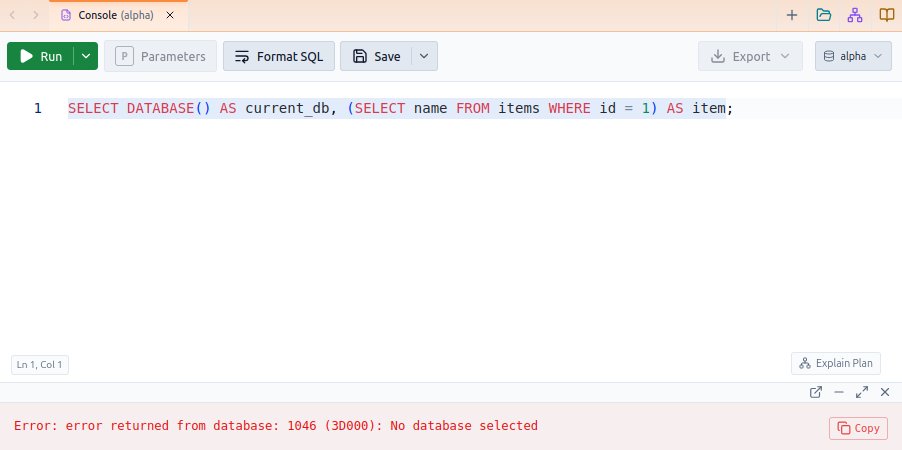 Console (alpha)
Run
P Parameters
Format SQL
Save
Export
alpha
1 SELECT DATABASE() AS current_db, (SELECT name FROM items WHERE id = 1) AS item;
Ln 1, Col 1
Explain Plan
Error: error returned from database: 1046 (3D000): No database selected
Copy